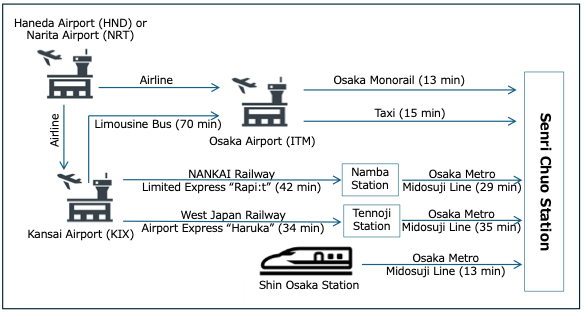 Haneda Airport (HND) or
Narita Airport (NRT)
Airline
Osaka Monorail (13 min)
Taxi (15 min)
Airline
Limousine Bus (70 min)
Osaka Airport (ITM)
NANKAI Railway
Limited Express “Rapi:t” (42 min)
Namba
Station
Osaka Metro
Midosuji Line (29 min)
West Japan Railway
Airport Express “Haruka” (34 min)
Tennoji
Station
Osaka Metro
Midosuji Line (35 min)
Kansai Airport (KIX)
Shin Osaka Station
Osaka Metro
Midosuji Line (13 min)
Senri Chuo Station